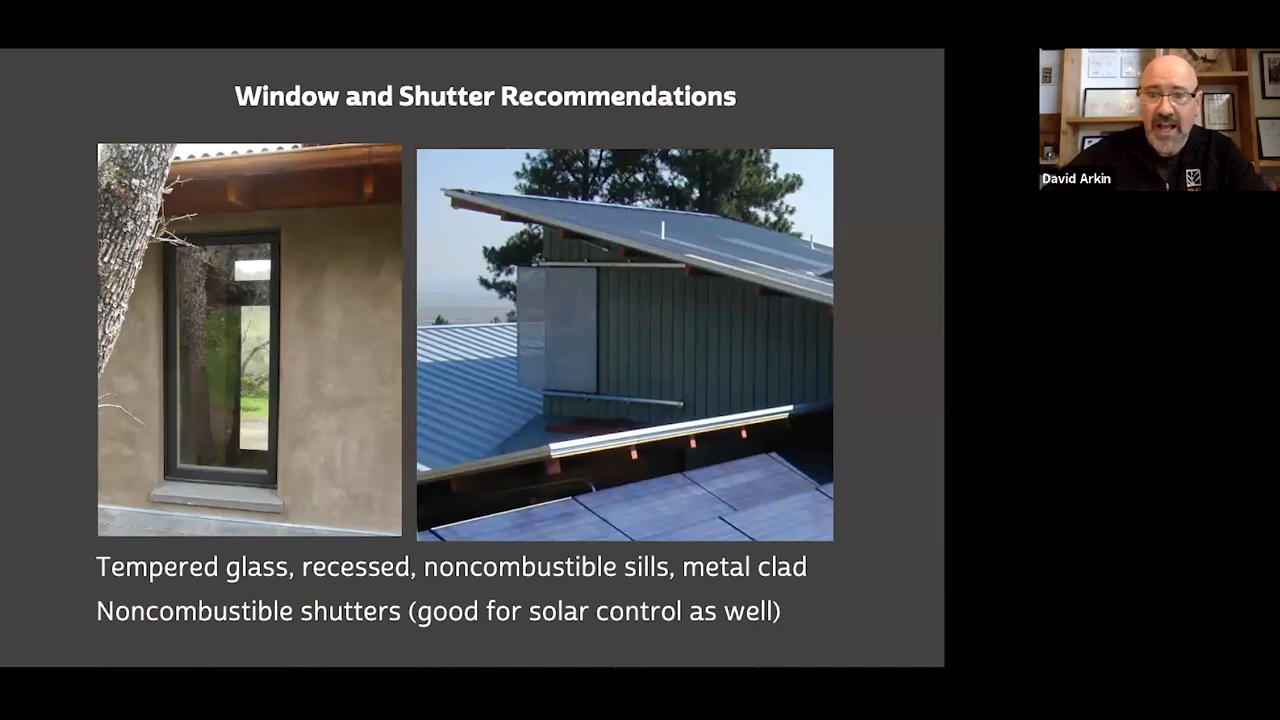 Window and Shutter Recommendations
David Arkin
Tempered glass, recessed, noncombustible sills, metal clad
Noncombustible shutters (good for solar control as well)